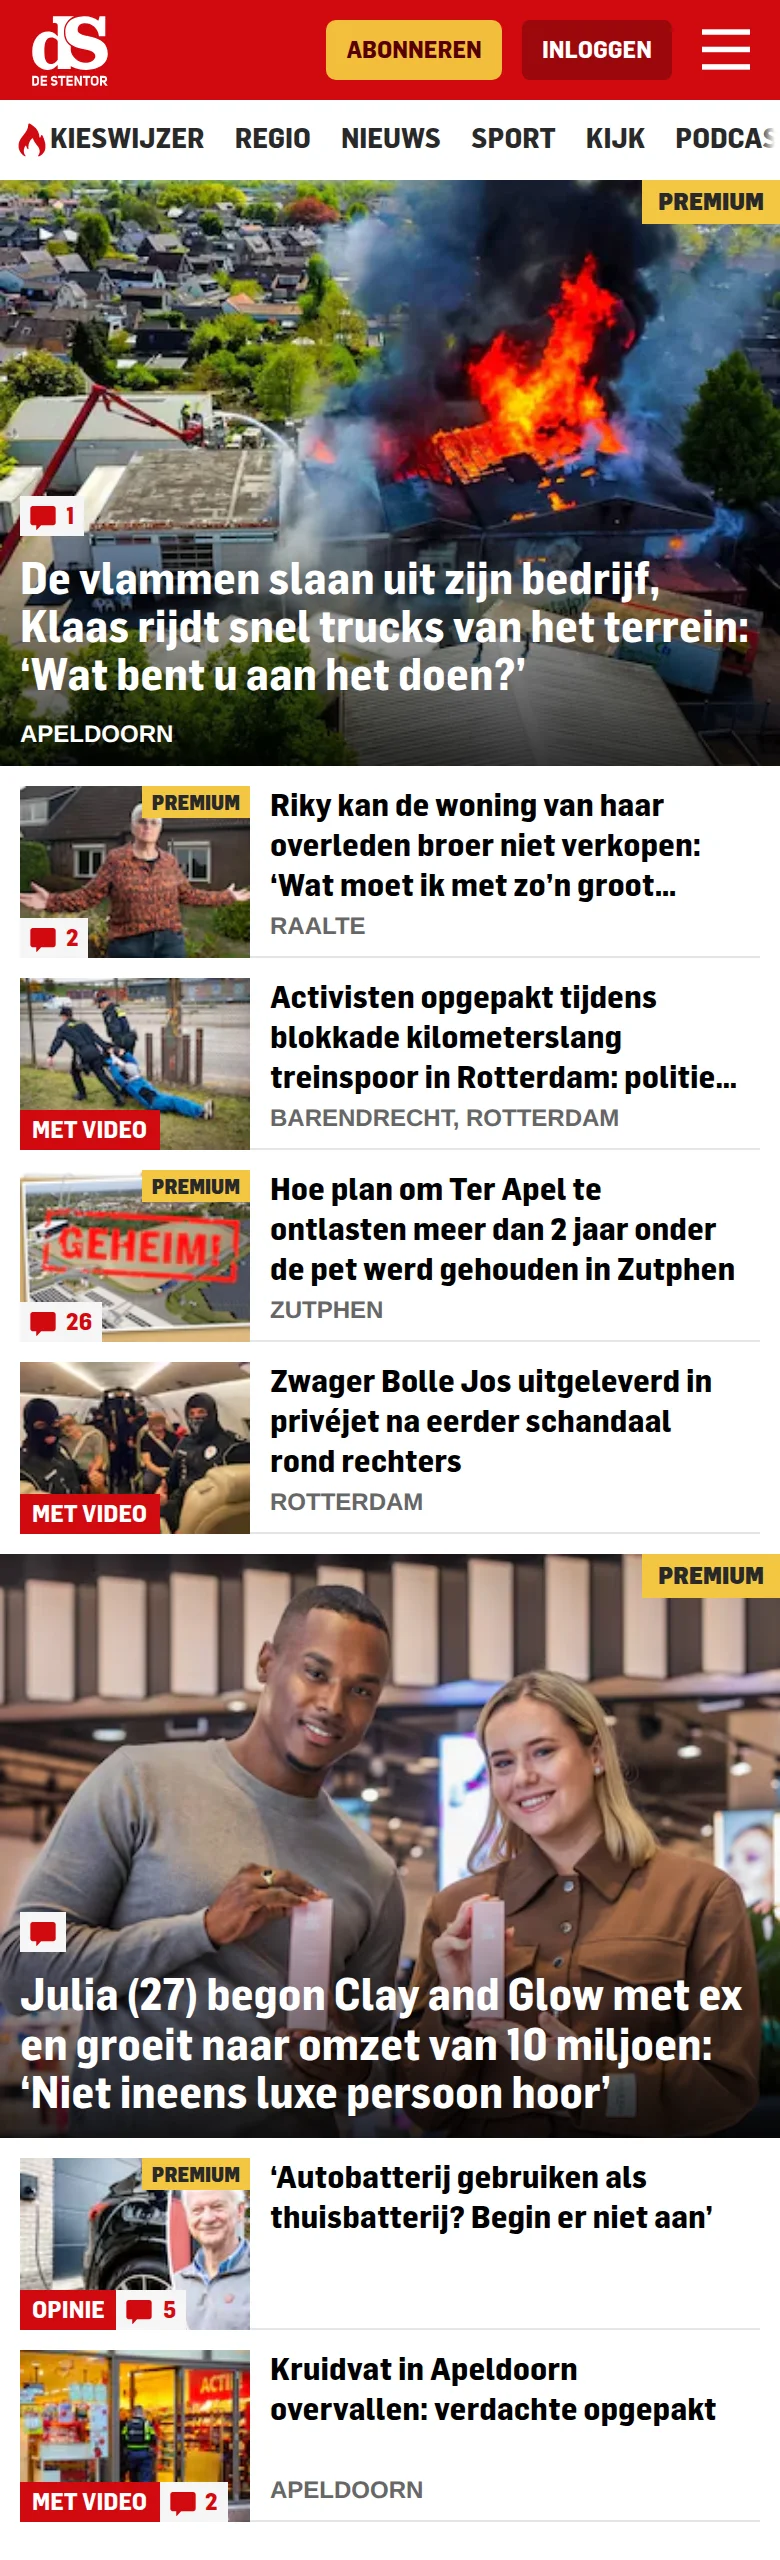 dS
DE STENTOR
ABONNEREN
INLOGGEN
KIESWIJZER REGIO NIEUWS SPORT KIJK PODCAS
PREMIUM
1
De vlammen slaan uit zijn bedrijf,
Klaas rijdt snel trucks van het terrein:
‘Wat bent u aan het doen?’
APELDOORN
PREMIUM
2
Riky kan de woning van haar
overleden broer niet verkopen:
‘Wat moet ik met zo’n groot...
RAALTE
MET VIDEO
Activisten opgepakt tijdens
blokkade kilometerslang
treinspoor in Rotterdam: politie...
BARENDRECHT, ROTTERDAM
PREMIUM
GEHEIM!
26
Hoe plan om Ter Apel te
ontlasten meer dan 2 jaar onder
de pet werd gehouden in Zutphen
ZUTPHEN
MET VIDEO
Zwager Bolle Jos uitgeleverd in
privéjet na eerder schandaal
rond rechters
ROTTERDAM
PREMIUM
Julia (27) begon Clay and Glow met ex
en groeit naar omzet van 10 miljoen:
‘Niet ineens luxe persoon hoor’
PREMIUM
OPINIE
5
‘Autobatterij gebruiken als
thuisbatterij? Begin er niet aan’
ACTI
MET VIDEO
2
Kruidvat in Apeldoorn
overvallen: verdachte opgepakt
APELDOORN